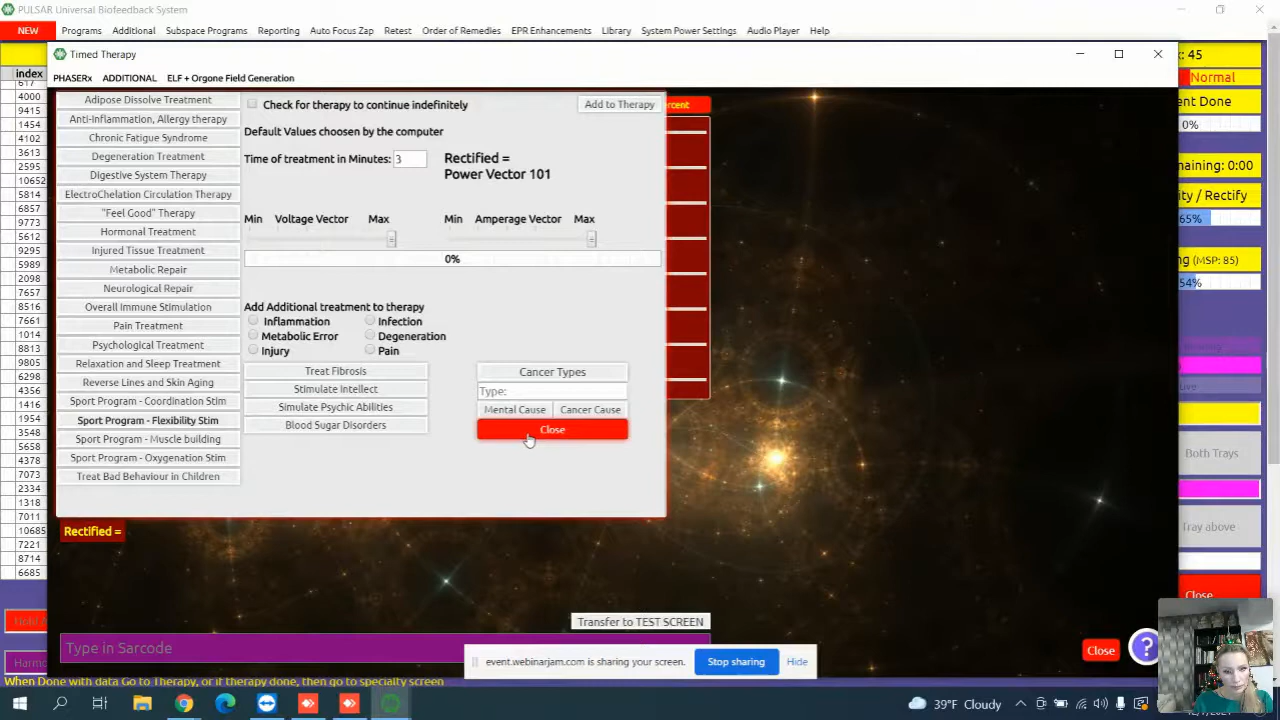 PULSAR Universal Biofeedback System
NEW Programs Additional Subspace Programs Reporting Auto Focus Zap Retest Order of Remedies EPR Enhancements Library System Power Settings Audio Player Help
Timed Therapy
PHASERx ADDITIONAL ELF + Orgone Field Generation
index
617
4000
9415
1454
4102
3613
2595
10652
5814
6857
9773
5612
9295
5989
2098
7657
8516
7661
1014
8813
9805
6298
4356
1416
1954
3548
5658
4378
7073
2334
1318
7011
10685
7221
8714
6685
Adipose Dissolve Treatment
Anti-Inflammation, Allergy therapy
Chronic Fatigue Syndrome
Degeneration Treatment
Digestive System Therapy
ElectroChelation Circulation Therapy
"Feel Good" Therapy
Hormonal Treatment
Injured Tissue Treatment
Metabolic Repair
Neurological Repair
Overall Immune Stimulation
Pain Treatment
Psychological Treatment
Relaxation and Sleep Treatment
Reverse Lines and Skin Aging
Sport Program - Coordination Stim
Sport Program - Flexibility Stim
Sport Program - Muscle building
Sport Program - Oxygenation Stim
Treat Bad Behaviour in Children
Check for therapy to continue indefinitely
Add to Therapy
Default Values choosen by the computer
Time of treatment in Minutes: 3
Rectified =
Power Vector 101
Min Voltage Vector Max
Min Amperage Vector Max
0%
Add Additional treatment to therapy
Inflammation Infection
Metabolic Error Degeneration
Injury Pain
Treat Fibrosis
Stimulate Intellect
Simulate Psychic Abilities
Blood Sugar Disorders
Cancer Types
Type:
Mental Cause Cancer Cause
Close
ercent
Rectified =
Transfer to TEST SCREEN
Type in Sarcode
Close
?
: 45
Normal
ent Done
0%
maining: 0:00
ity / Rectify
65%
ng (MSP: 85)
54%
Both Trays
Tray above
Close
Harmo
When Done with data Go to Therapy, or if therapy done, then go to specialty screen
event.webinarjam.com is sharing your screen. Stop sharing Hide
39°F Cloudy